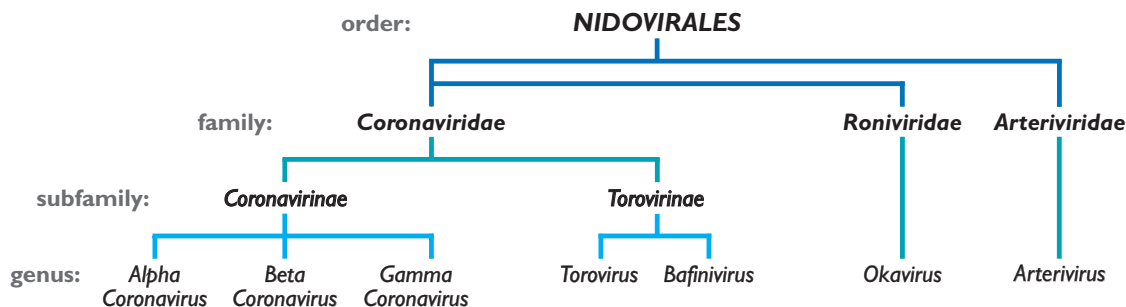 order: NIDOVIRALES
family: Coronaviridae Roniviridae Arteriviridae
subfamily: Coronavirinae Torovirinae
genus: Alpha Beta Gamma Torovirus Bafinivirus Okavirus Arterivirus
Coronavirus Coronavirus Coronavirus